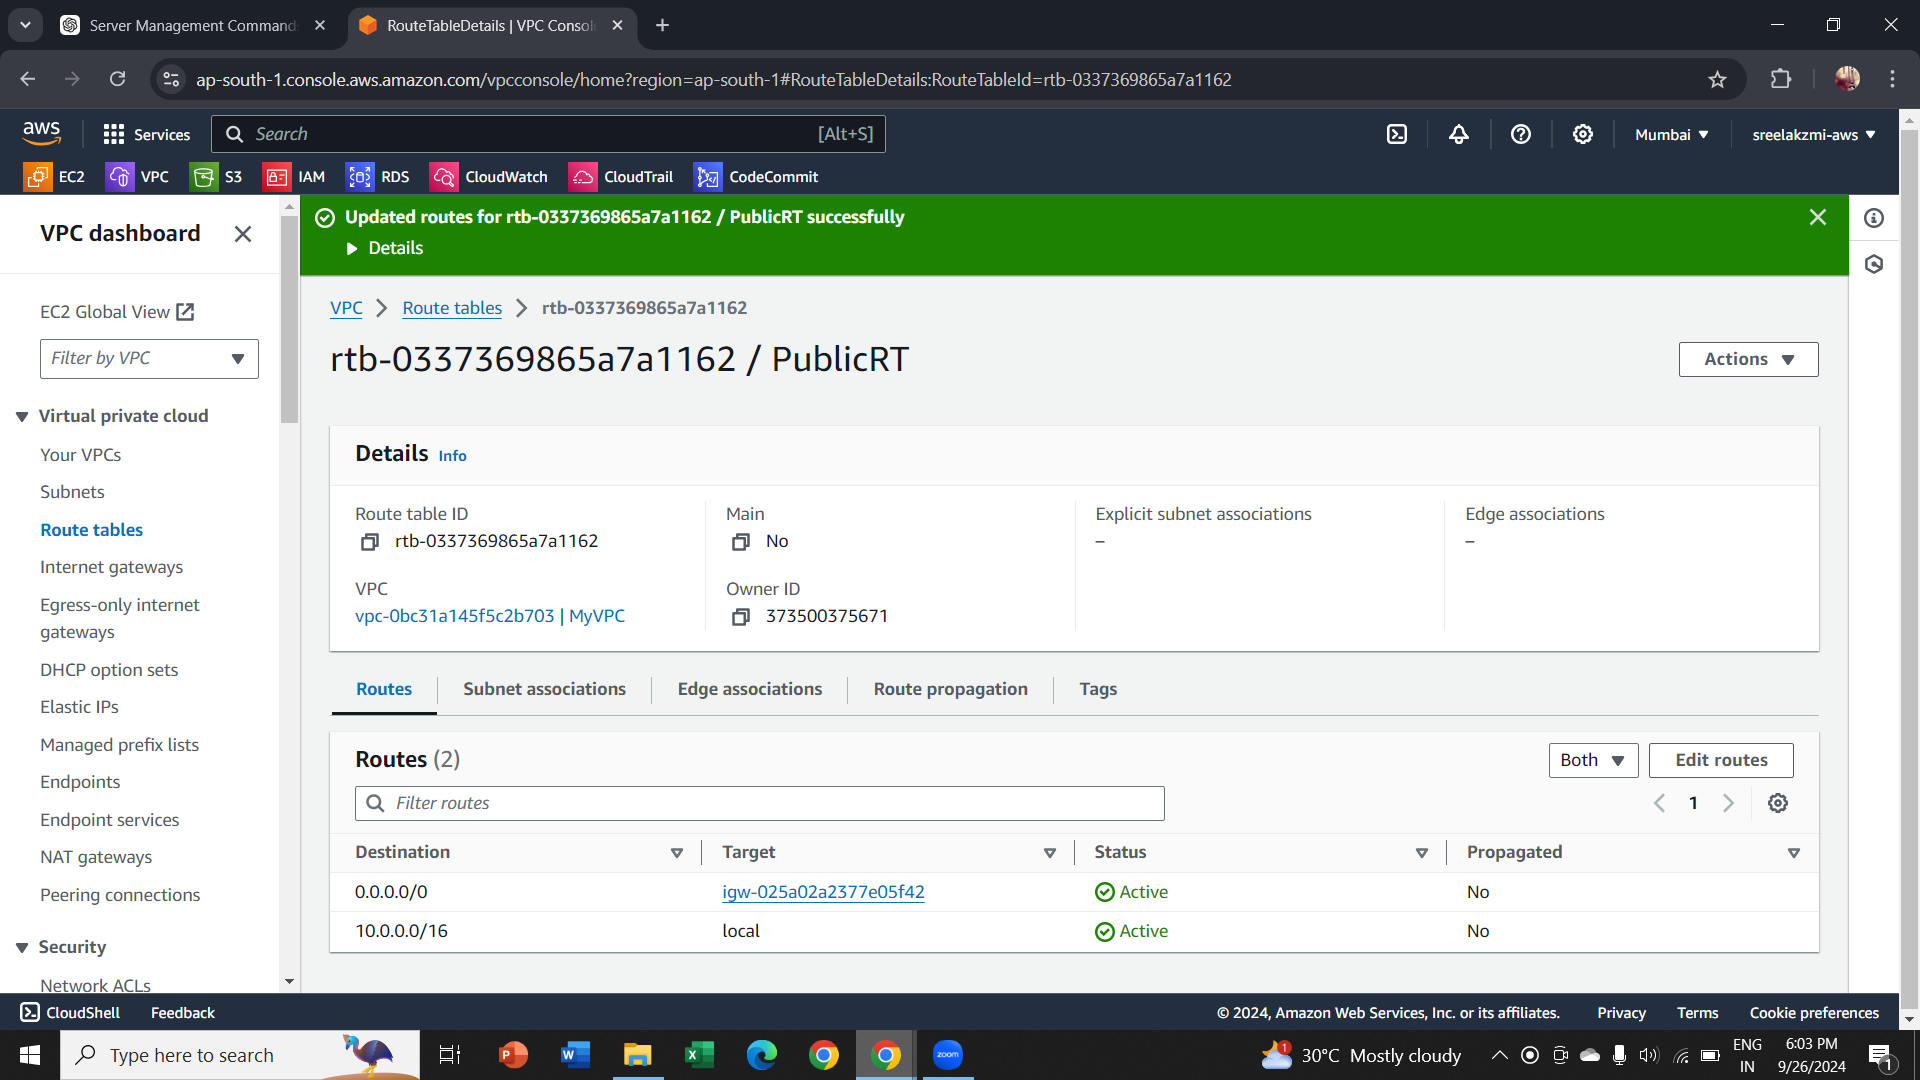 Server Management Command
RouteTableDetails | VPC Consol
ap-south-1.console.aws.amazon.com/vpcconsole/home?region=ap-south-1#RouteTableDetails:RouteTableId=rtb-0337369865a7a1162
aws
Services
Search
[Alt+S]
Mumbai
sreelakzmi-aws
EC2
VPC
S3
IAM
RDS
CloudWatch
CloudTrail
CodeCommit
VPC dashboard
EC2 Global View
Filter by VPC
Virtual private cloud
Your VPCs
Subnets
Route tables
Internet gateways
Egress-only internet
gateways
DHCP option sets
Elastic IPs
Managed prefix lists
Endpoints
Endpoint services
NAT gateways
Peering connections
Security
Network ACLs
Updated routes for rtb-0337369865a7a1162 / PublicRT successfully
Details
VPC
Route tables
rtb-0337369865a7a1162
rtb-0337369865a7a1162 / PublicRT
Actions
Details Info
Route table ID
rtb-0337369865a7a1162
Main
No
Explicit subnet associations
–
Edge associations
–
VPC
vpc-0bc31a145f5c2b703 | MyVPC
Owner ID
373500375671
Routes
Subnet associations
Edge associations
Route propagation
Tags
Routes (2)
Both
Edit routes
Filter routes
1
Destination Target Status Propagated
0.0.0.0/0 igw-025a02a2377e05f42 Active No
10.0.0.0/16 local Active No
CloudShell
Feedback
© 2024, Amazon Web Services, Inc. or its affiliates.
Privacy
Terms
Cookie preferences
Type here to search
zoom
1
30°C Mostly cloudy
ENG
IN
6:03 PM
9/26/2024
1